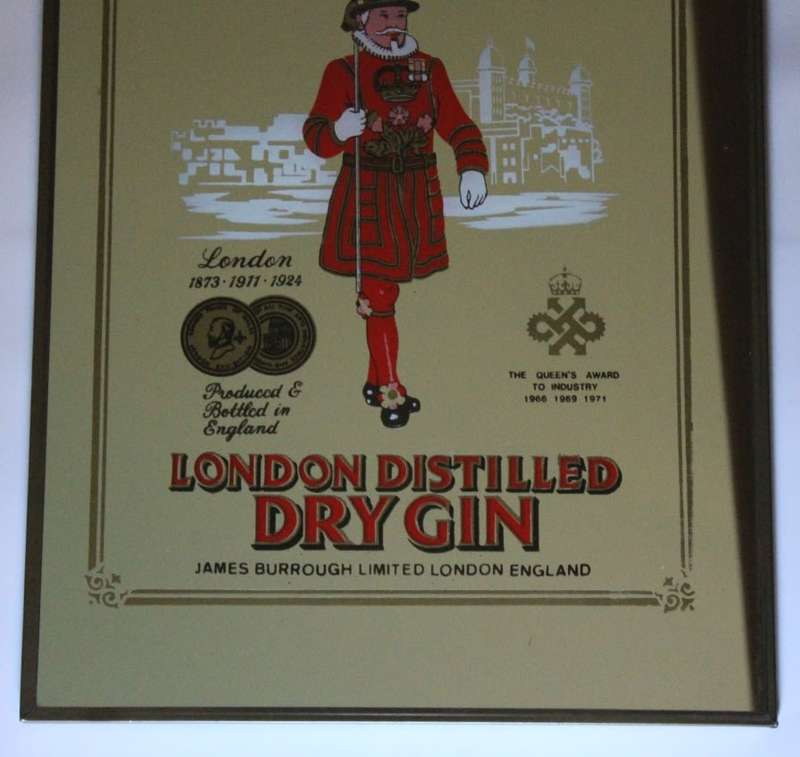 London
1873 · 1911 · 1924
Produced &
Bottled in
England
THE QUEEN'S AWARD
TO INDUSTRY
1966 1969 1971
LONDON DISTILLED
DRY GIN
JAMES BURROUGH LIMITED LONDON ENGLAND